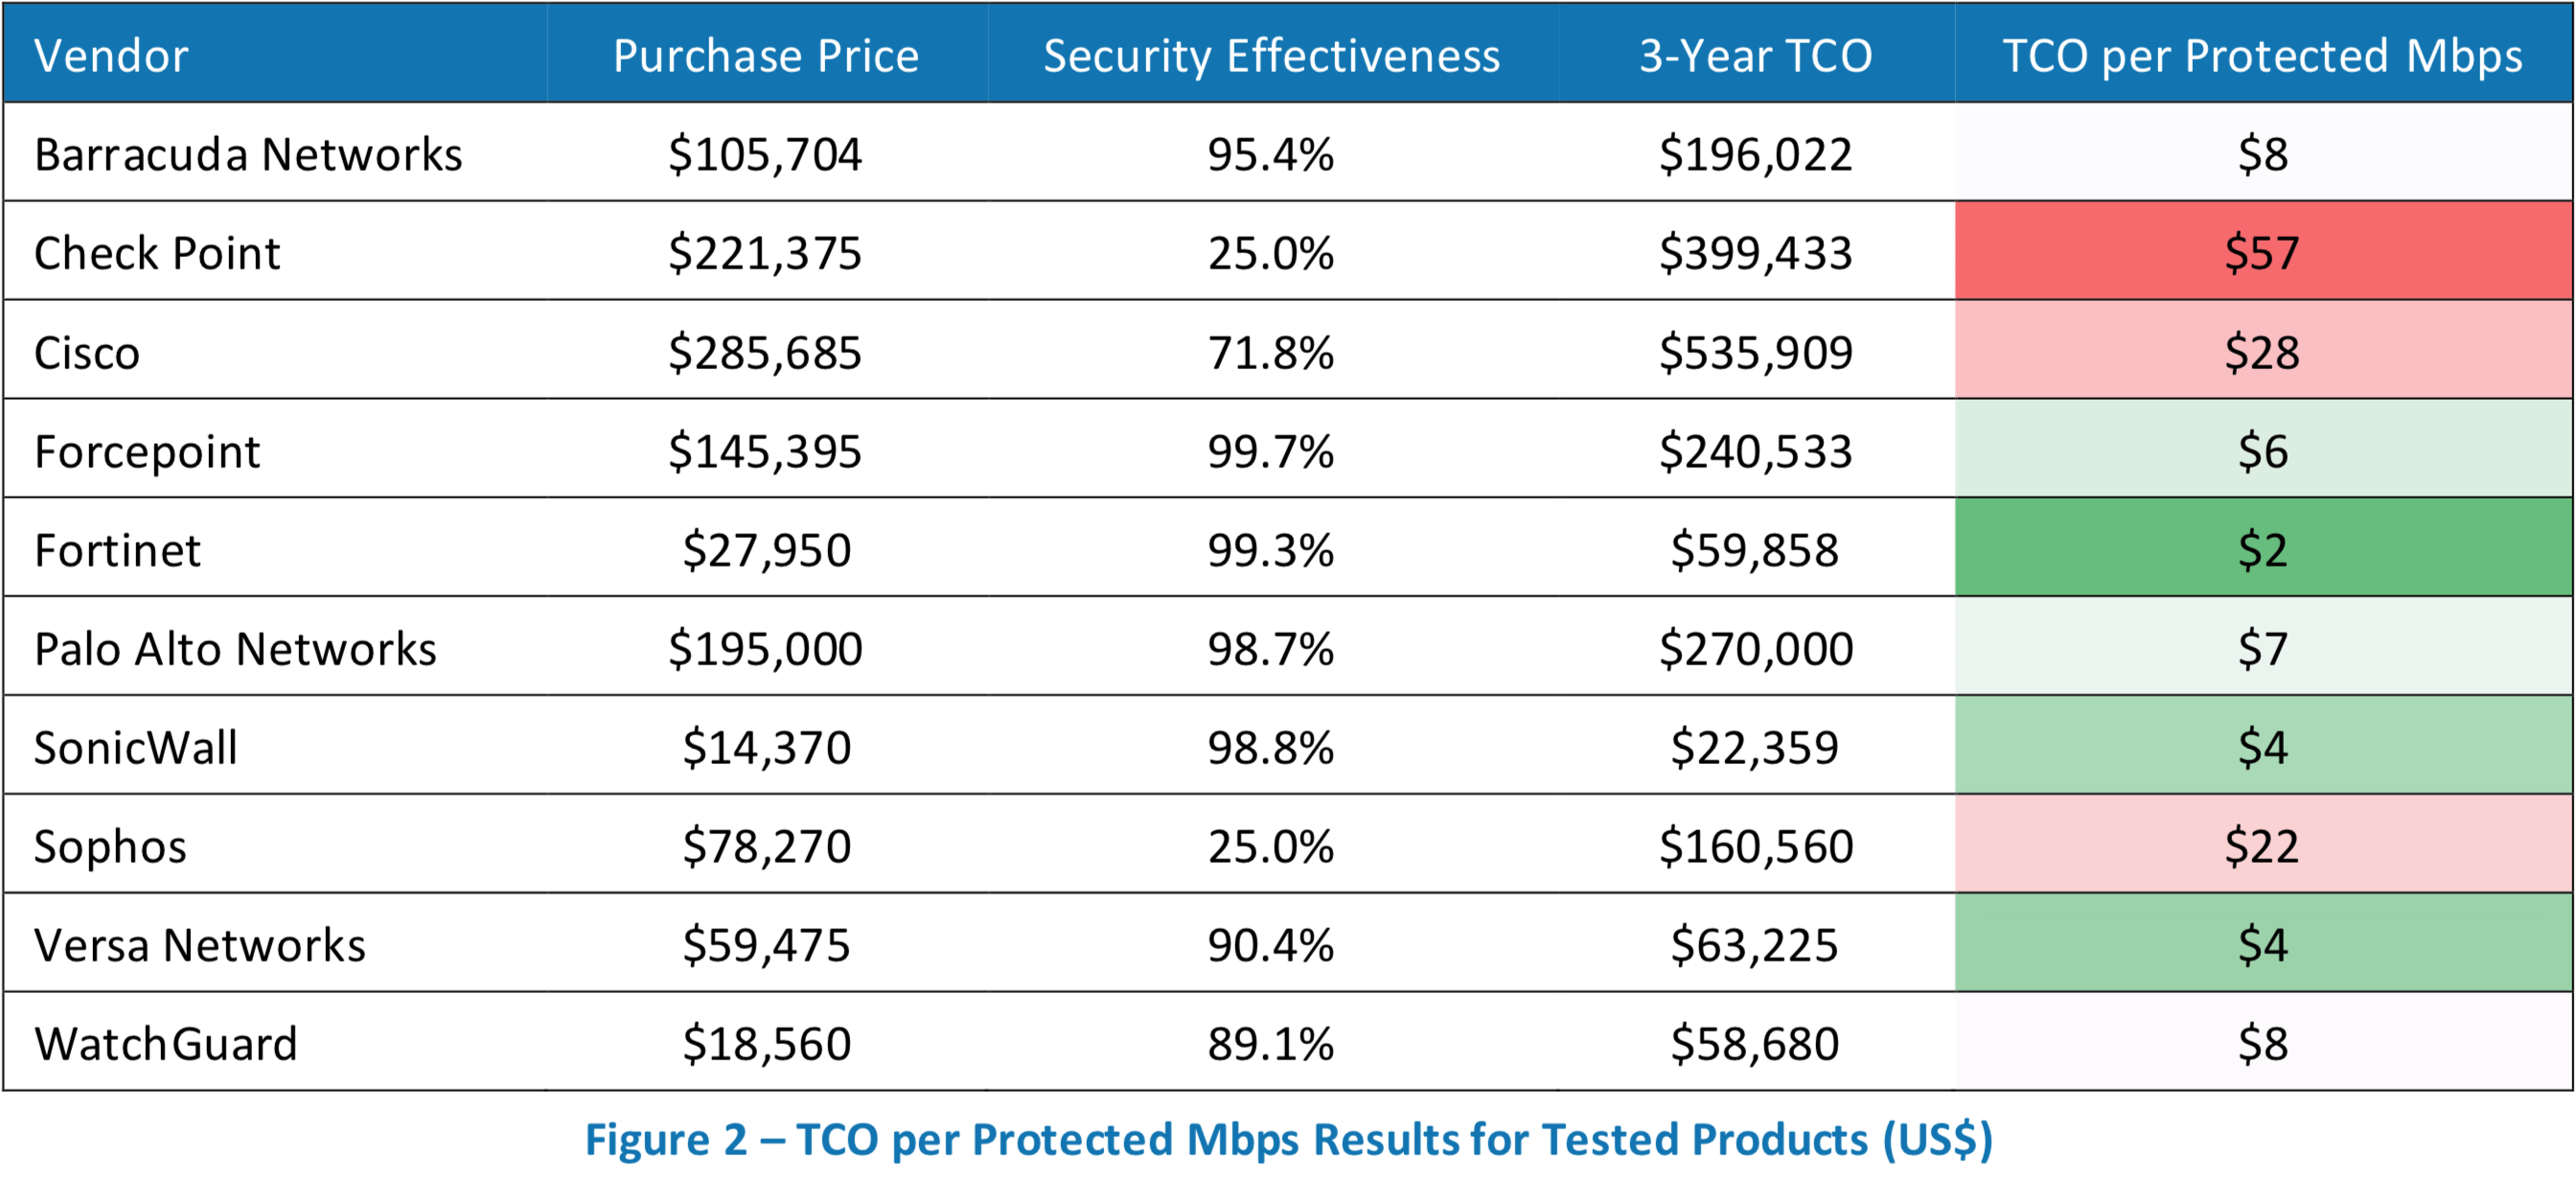 Vendor Purchase Price Security Effectiveness 3-Year TCO TCO per Protected Mbps
Barracuda Networks $105,704 95.4% $196,022 $8
Check Point $221,375 25.0% $399,433 $57
Cisco $285,685 71.8% $535,909 $28
Forcepoint $145,395 99.7% $240,533 $6
Fortinet $27,950 99.3% $59,858 $2
Palo Alto Networks $195,000 98.7% $270,000 $7
SonicWall $14,370 98.8% $22,359 $4
Sophos $78,270 25.0% $160,560 $22
Versa Networks $59,475 90.4% $63,225 $4
WatchGuard $18,560 89.1% $58,680 $8
Figure 2 – TCO per Protected Mbps Results for Tested Products (US$)